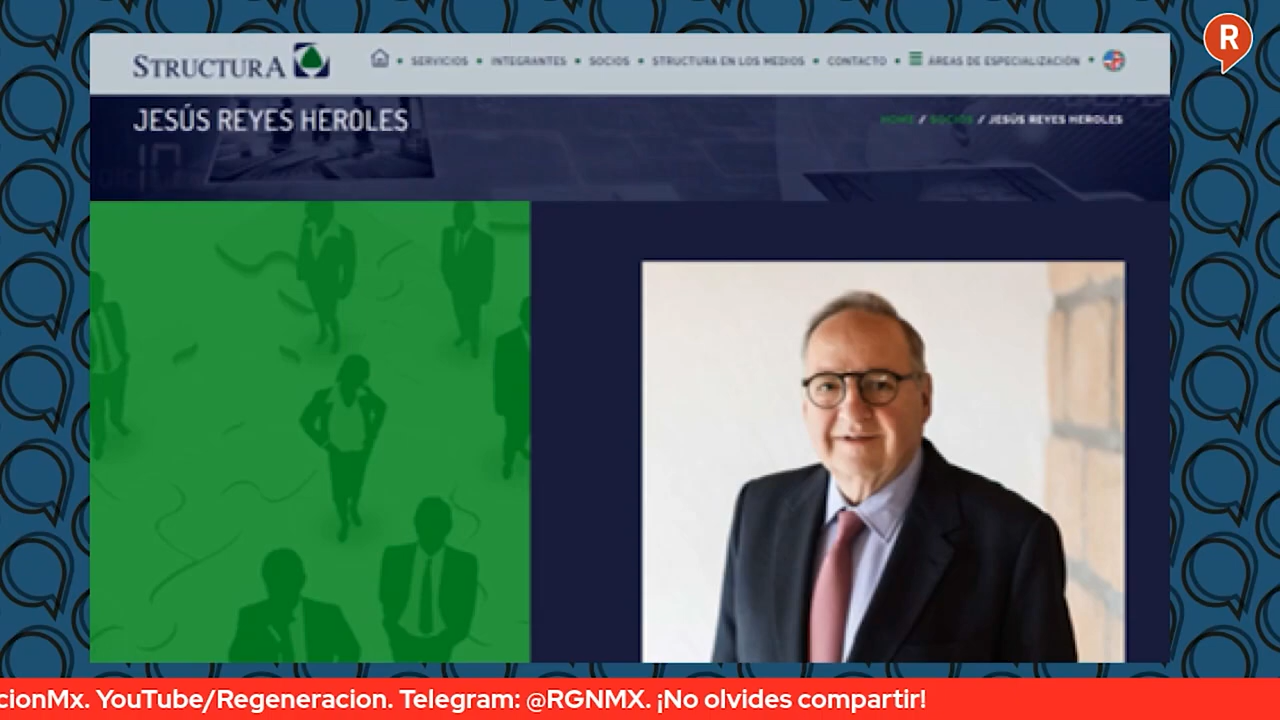 R
STRUCTURA
SERVICIOS • INTEGRANTES • SOCIOS • STRUCTURA EN LOS MEDIOS • CONTACTO • ÁREAS DE ESPECIALIZACIÓN •
JESÚS REYES HEROLES
HOME / SOCIOS / JESÚS REYES HEROLES
cionMx. YouTube/Regeneracion. Telegram: @RGNMX. ¡No olvides compartir!